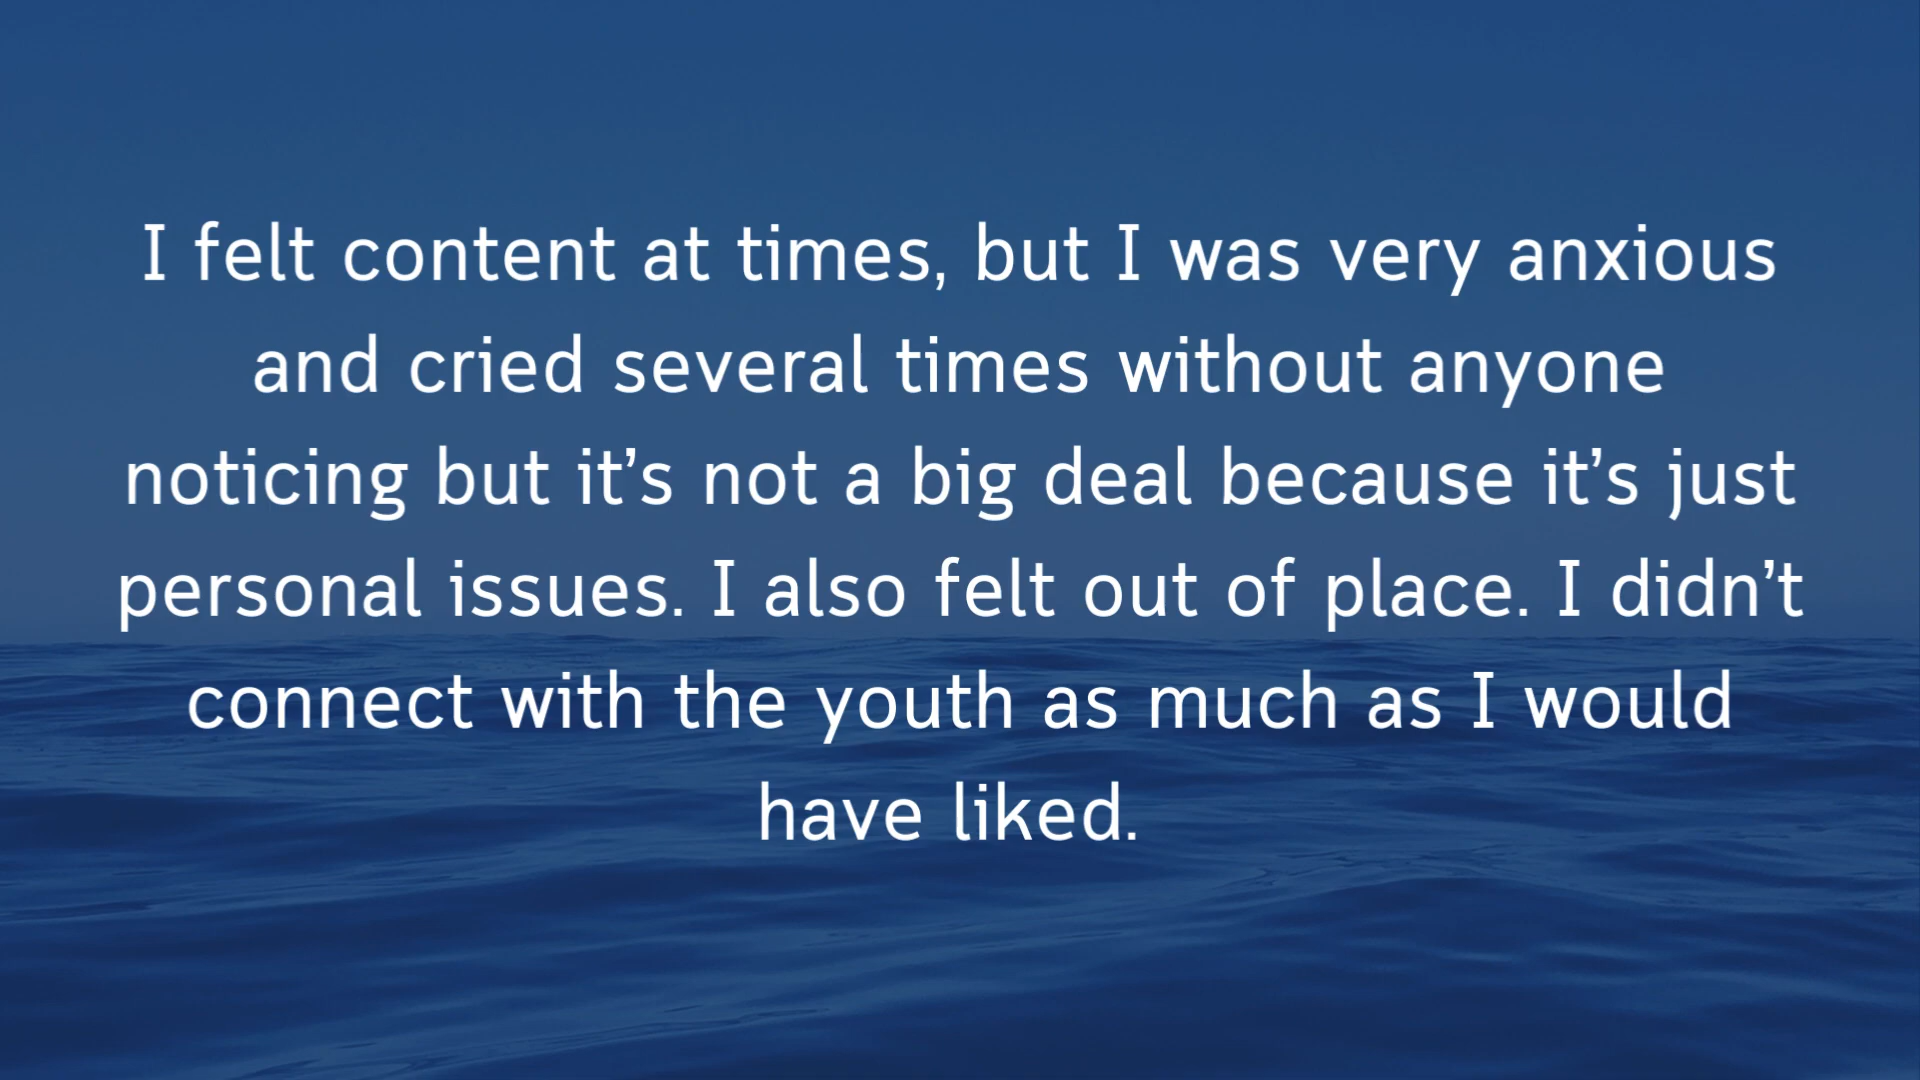 I felt content at times, but I was very anxious
and cried several times without anyone
noticing but it’s not a big deal because it’s just
personal issues. I also felt out of place. I didn’t
connect with the youth as much as I would
have liked.